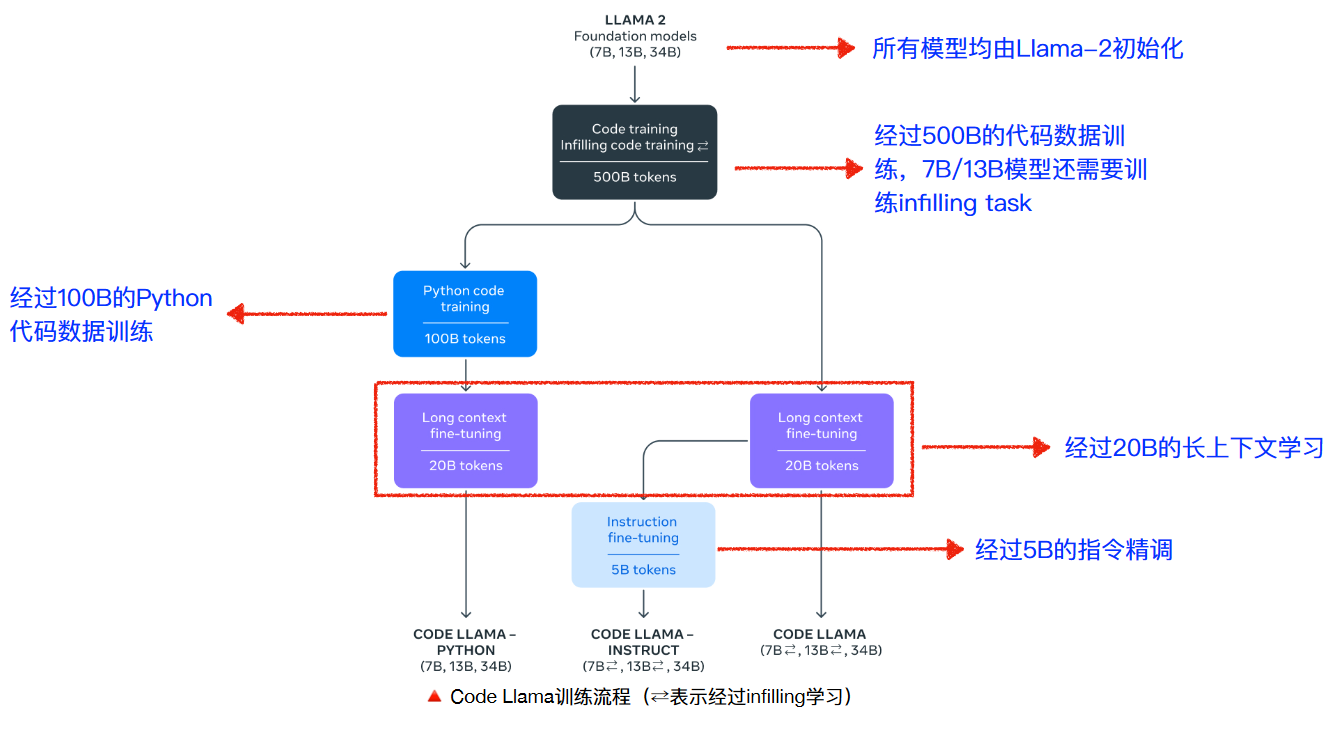 LLAMA 2
Foundation models
(7B, 13B, 34B)
所有模型均由Llama-2初始化
Code training
Infilling code training ⇄
500B tokens
经过500B的代码数据训
练，7B/13B模型还需要训
练infilling task
Python code
training
100B tokens
经过100B的Python
代码数据训练
Long context
fine-tuning
20B tokens
Long context
fine-tuning
20B tokens
经过20B的长上下文学习
Instruction
fine-tuning
5B tokens
经过5B的指令精调
CODE LLAMA –
PYTHON
(7B, 13B, 34B)
CODE LLAMA –
INSTRUCT
(7B⇄, 13B⇄, 34B)
CODE LLAMA
(7B⇄, 13B⇄, 34B)
🔺 Code Llama训练流程（⇄表示经过infilling学习）